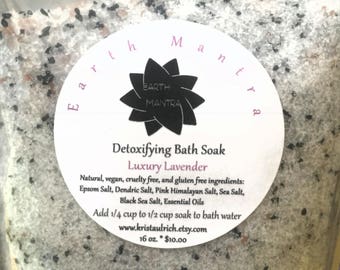 Earth Mantra
EARTH
MANTRA
Detoxifying Bath Soak
Luxury Lavender
Natural, vegan, cruelty free, and gluten free ingredients:
Epsom Salt, Dendric Salt, Pink Himalayan Salt, Sea Salt,
Black Sea Salt, Essential Oils
Add 1/4 cup to 1/2 cup soak to bath water
www.kristaulrich.etsy.com
16 oz. * $10.00